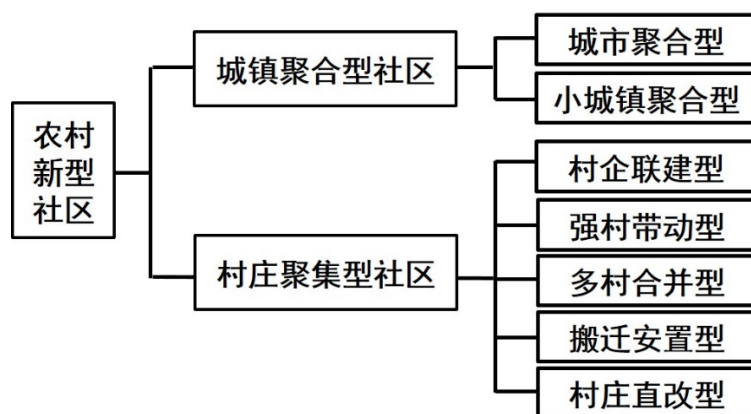 农村
新型
社区
城镇聚合型社区
城市聚合型
小城镇聚合型
村庄聚集型社区
村企联建型
强村带动型
多村合并型
搬迁安置型
村庄直改型